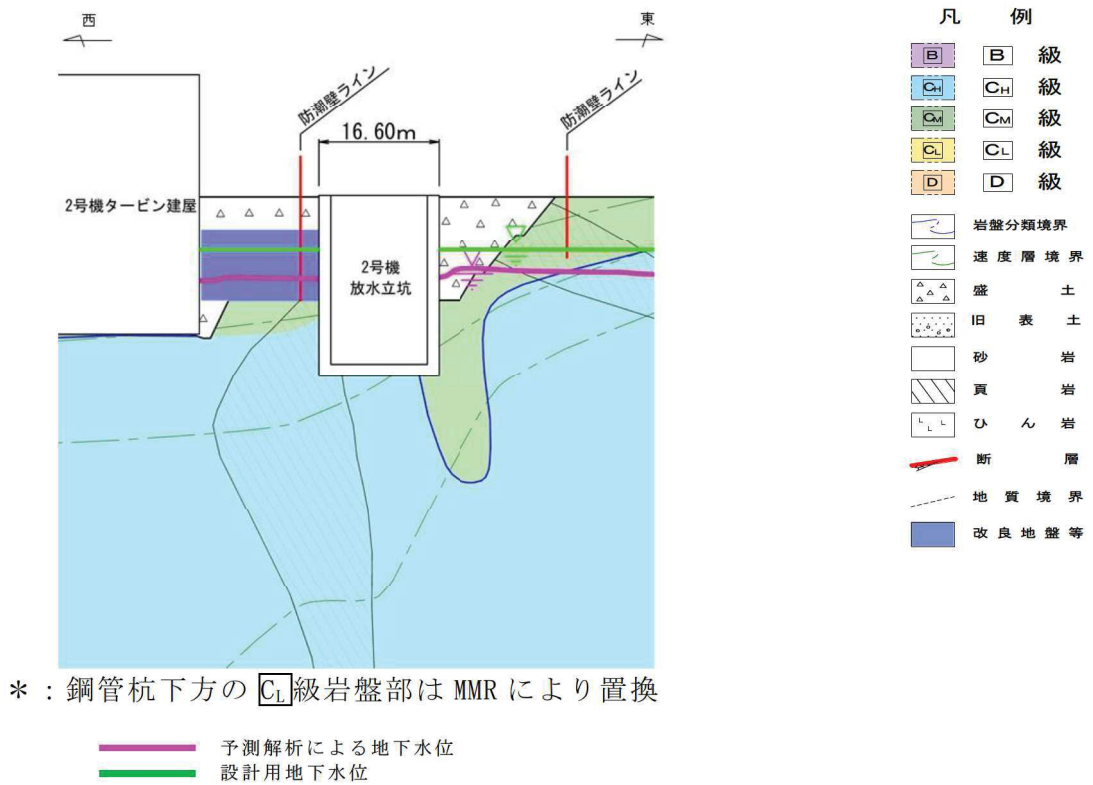 西
東
防潮壁ライン
防潮壁ライン
16.60m
2号機タービン建屋
2号機
放水立坑
凡 例
B B 級
CH CH 級
CM CM 級
CL CL 級
D D 級
岩盤分類境界
速度層境界
盛土
旧表土
砂岩
頁岩
ひん岩
断層
地質境界
改良地盤等
*:鋼管杭下方の CL 級岩盤部は MMR により置換
予測解析による地下水位
設計用地下水位